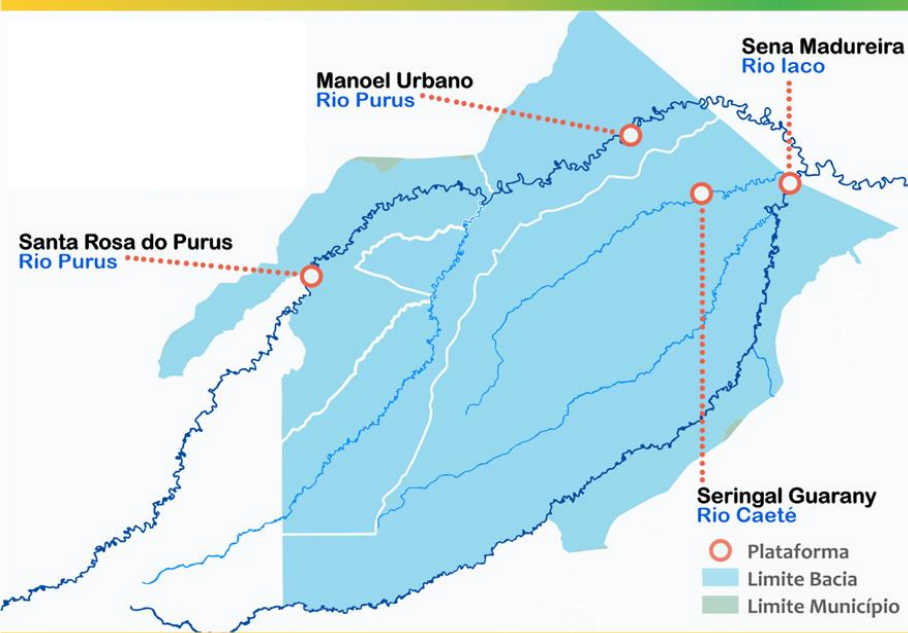 Sena Madureira
Rio Iaco
Manoel Urbano
Rio Purus
Santa Rosa do Purus
Rio Purus
Seringal Guarany
Rio Caeté
Plataforma
Limite Bacia
Limite Município